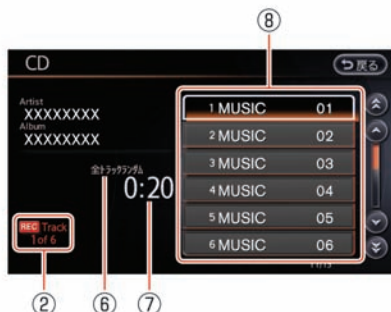 ⑧
CD
戻る
Artist
XXXXXXXX
Album
XXXXXXXX
全トラックランダム
0:20
REC Track
1of 6
1 MUSIC 01
2 MUSIC 02
3 MUSIC 03
4 MUSIC 04
5 MUSIC 05
6 MUSIC 06
② ⑥ ⑦